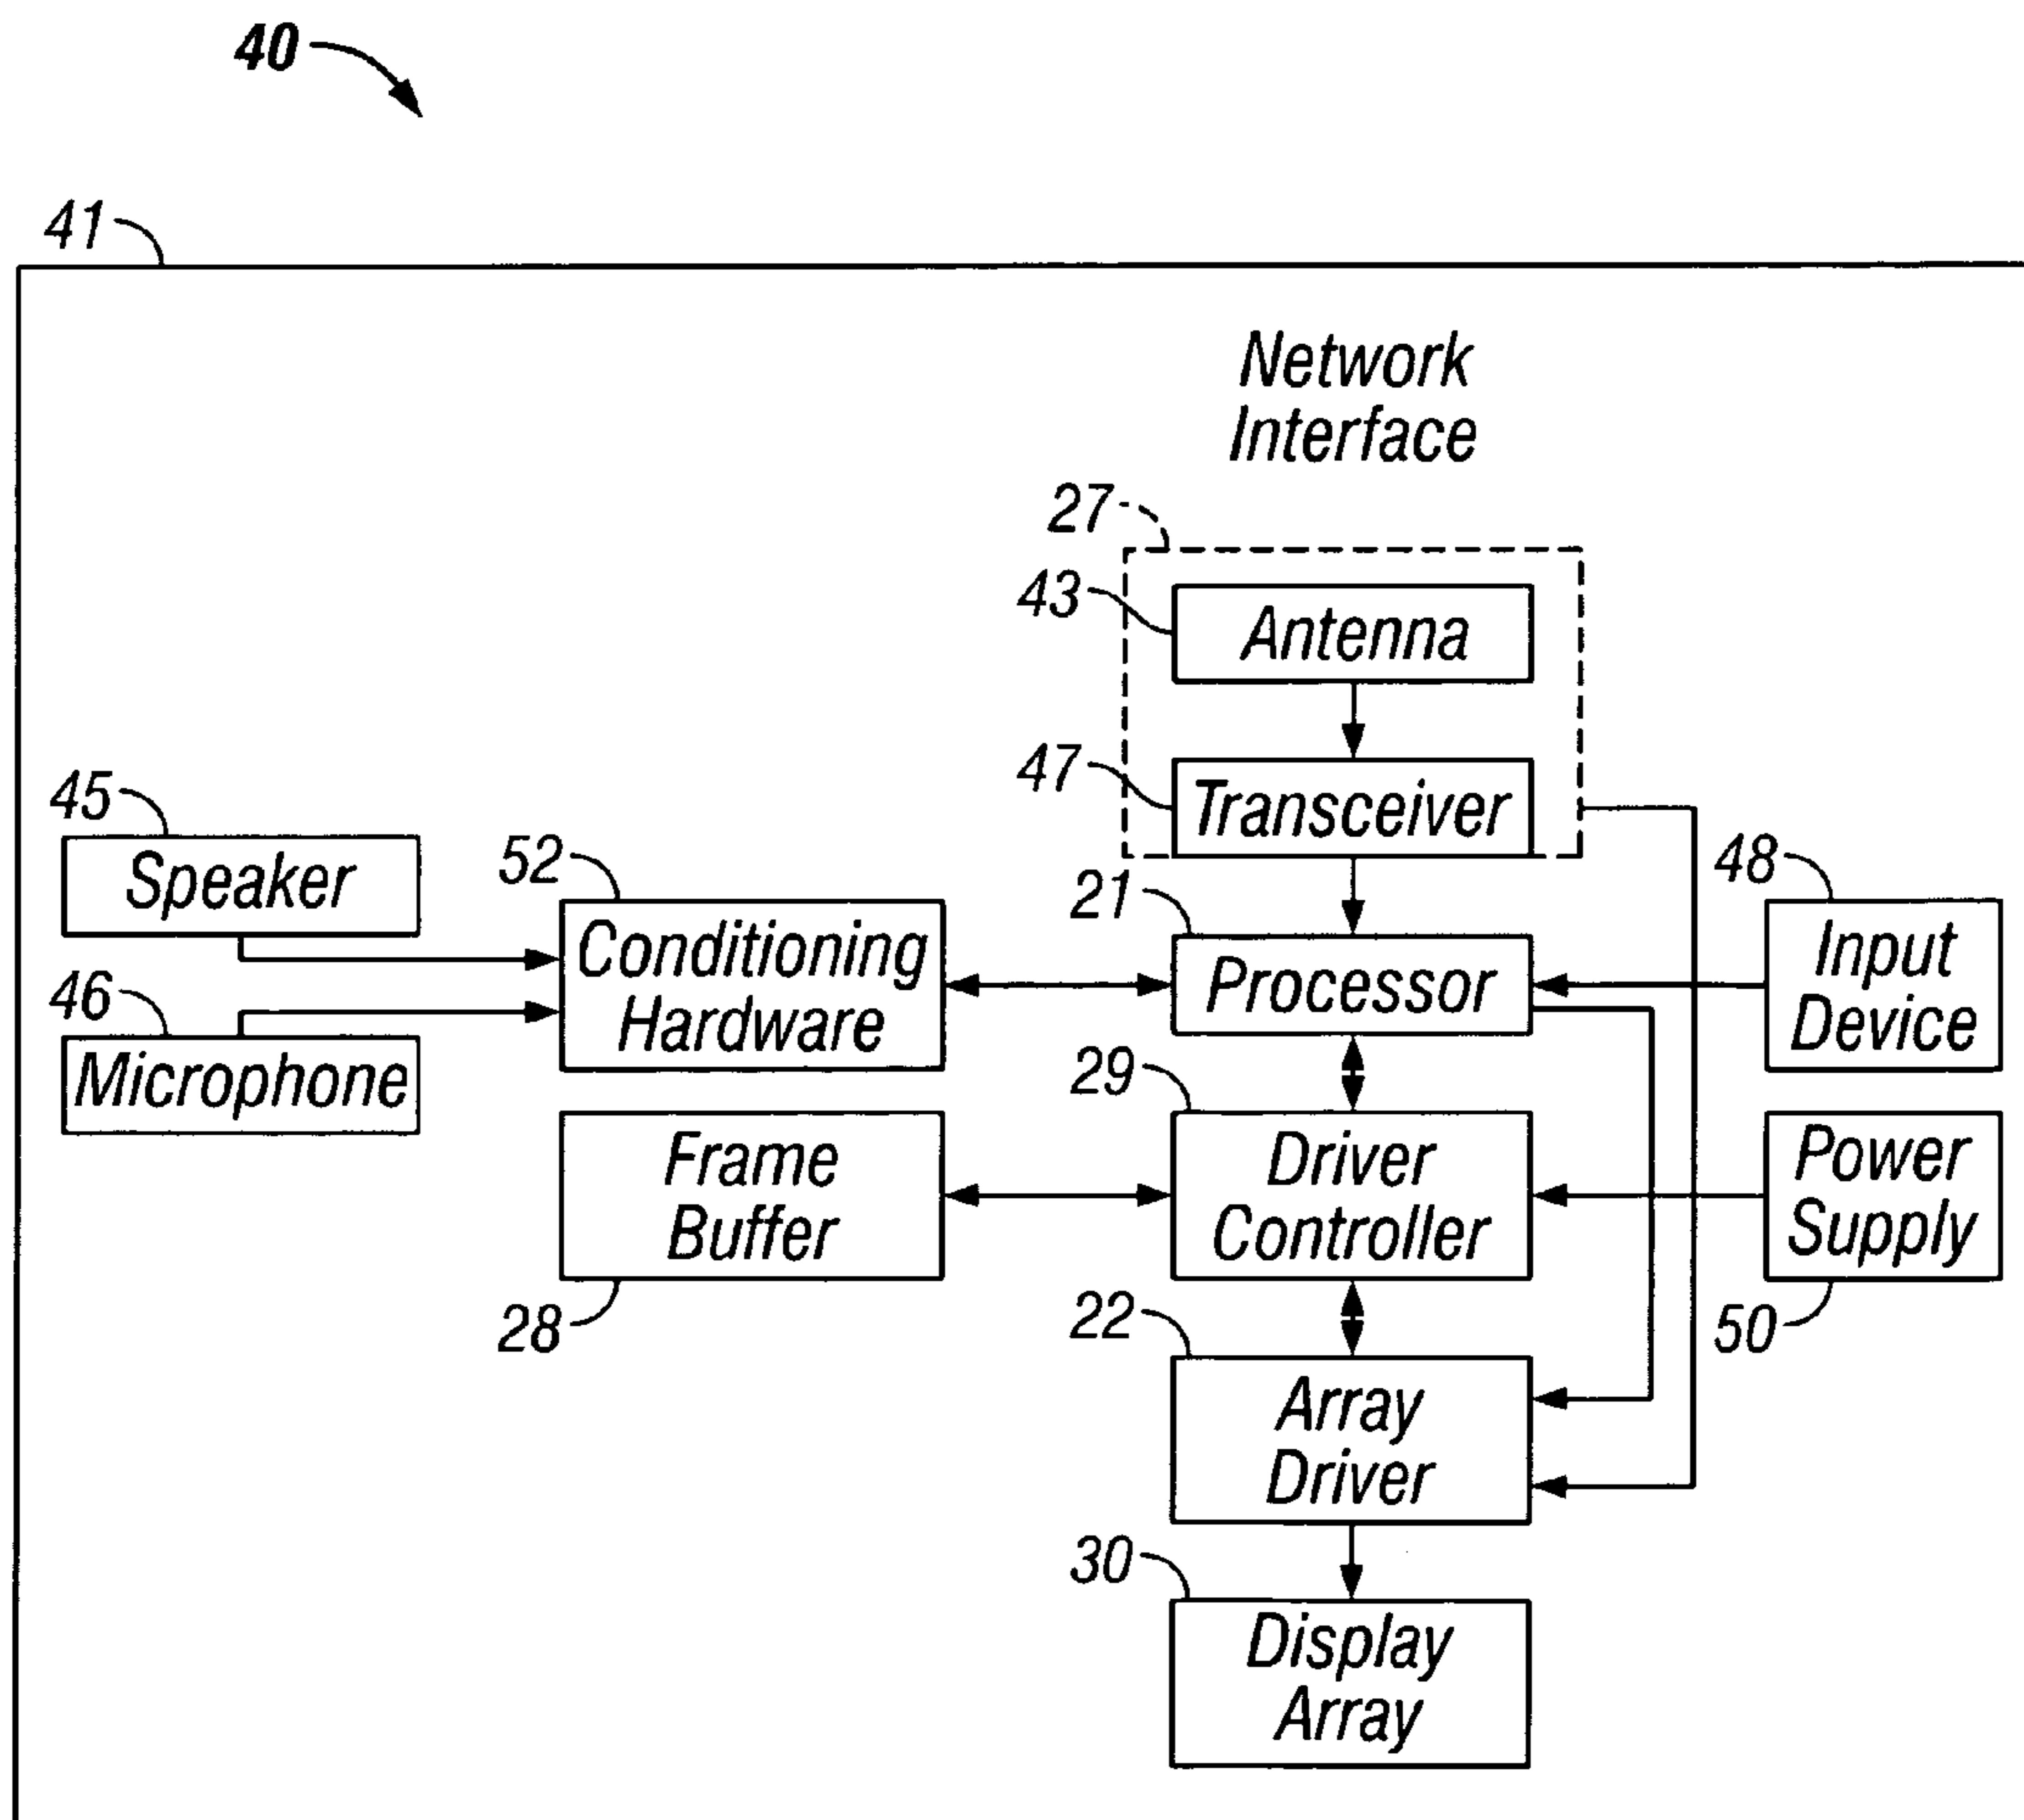 40
41
Network
Interface
27
43
Antenna
47
Transceiver
45
Speaker
52
Conditioning
Hardware
21
Processor
48
Input
Device
46
Microphone
29
Driver
Controller
Frame
Buffer
28
Power
Supply
50
22
Array
Driver
30
Display
Array